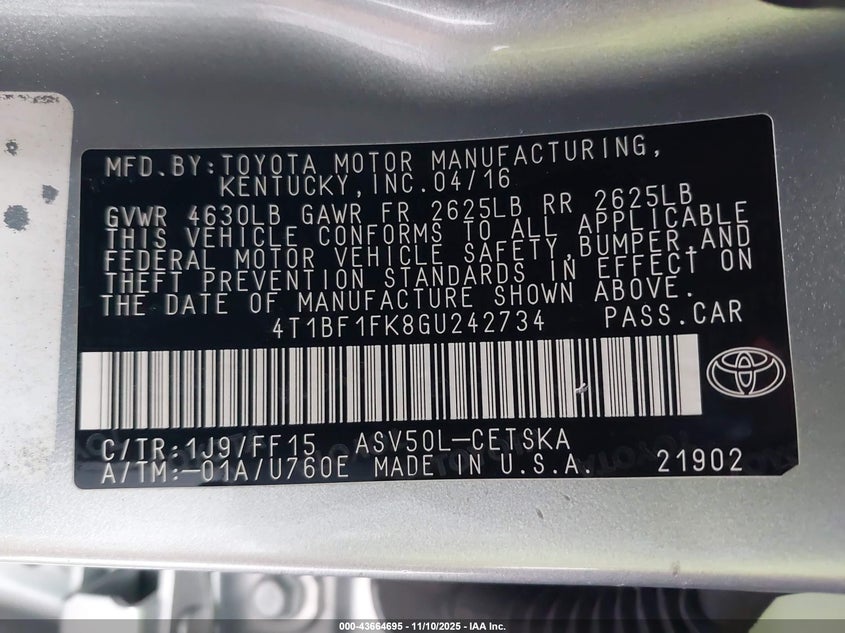 MFD.BY:TOYOTA MOTOR MANUFACTURING,
KENTUCKY,INC.04/16
GVWR 4630LB GAWR FR 2625LB RR 2625LB
THIS VEHICLE CONFORMS TO ALL APPLICABLE
FEDERAL MOTOR VEHICLE SAFETY,BUMPER,AND
THEFT PREVENTION STANDARDS IN EFFECT ON
THE DATE OF MANUFACTURE SHOWN ABOVE.
4T1BF1FK8GU242734 PASS.CAR
C/TR:1J9/FF15 ASV50L-CETSKA
A/TM:-01A/U760E MADE IN U.S.A. 21902
000-43664695 - 11/10/2025 - IAA Inc.